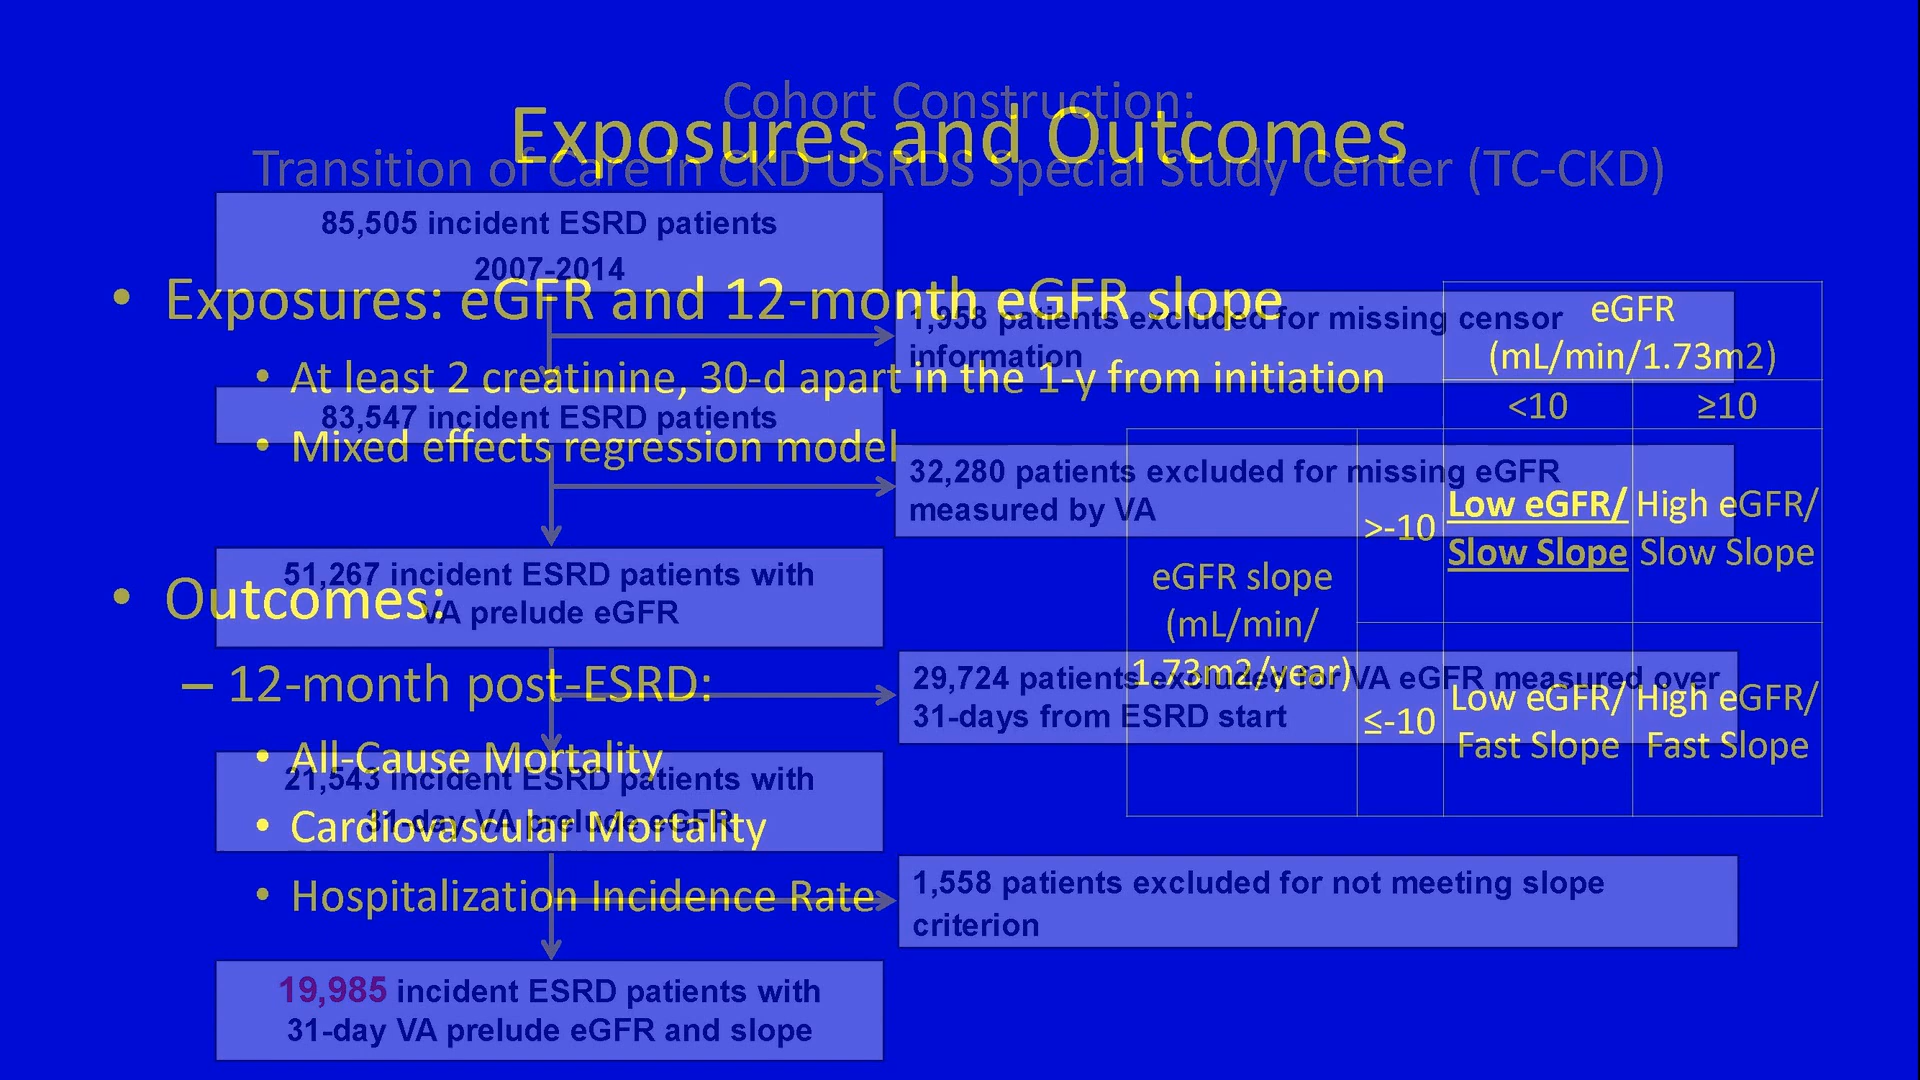 Cohort Construction:
Transition of Care in CKD USRDS Special Study Center (TC-CKD)
85,505 incident ESRD patients
2007-2014
1,958 patients excluded for missing censor
information
83,547 incident ESRD patients
32,280 patients excluded for missing eGFR
measured by VA
51,267 incident ESRD patients with
VA prelude eGFR
29,724 patients excluded for VA eGFR measured over
31-days from ESRD start
21,543 incident ESRD patients with
31-day VA prelude eGFR
1,558 patients excluded for not meeting slope
criterion
19,985 incident ESRD patients with
31-day VA prelude eGFR and slope
Exposures and Outcomes
• Exposures: eGFR and 12-month eGFR slope
• At least 2 creatinine, 30-d apart in the 1-y from initiation
• Mixed effects regression model
• Outcomes:
– 12-month post-ESRD:
• All-Cause Mortality
• Cardiovascular Mortality
• Hospitalization Incidence Rate
eGFR
(mL/min/1.73m2)
<10 ≥10
eGFR slope
(mL/min/
1.73m2/year)
>-10
Low eGFR/
Slow Slope
High eGFR/
Slow Slope
≤-10
Low eGFR/
Fast Slope
High eGFR/
Fast Slope